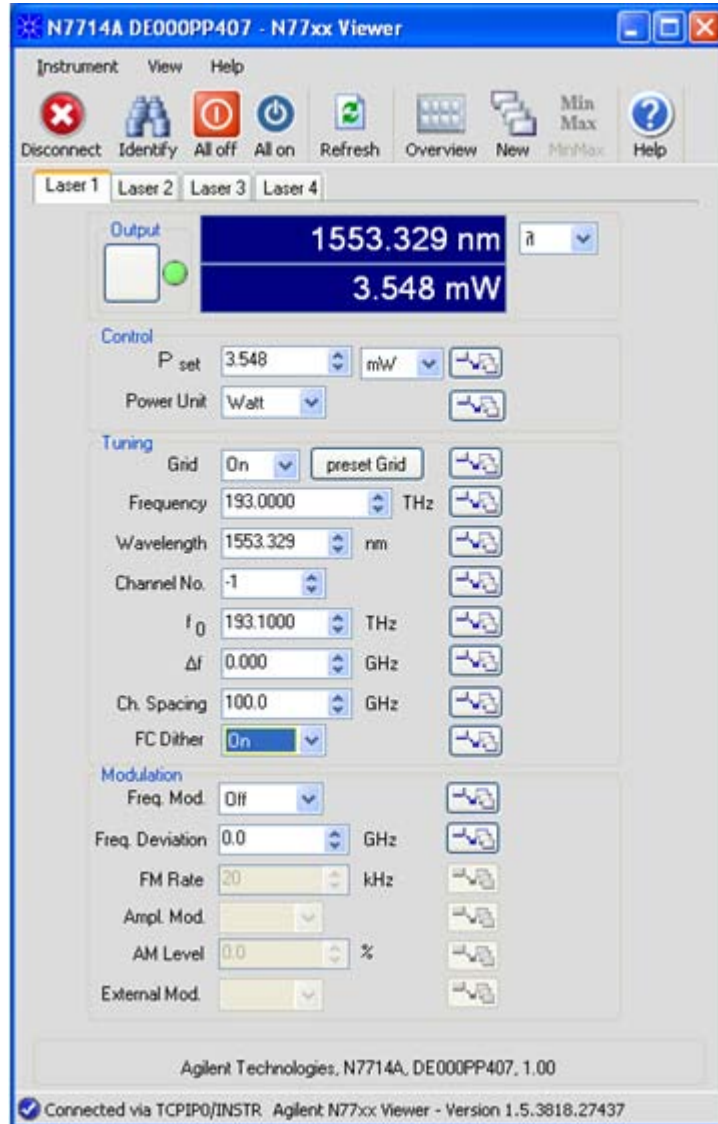 N7714A DE000PP407 - N77xx Viewer
Instrument View Help
Disconnect Identify All off All on Refresh Overview New Min Max MinMax Help
Laser 1 Laser 2 Laser 3 Laser 4
Output
1553.329 nm
3.548 mW
Control
P set 3.548 mW
Power Unit Watt
Tuning
Grid On preset Grid
Frequency 193.0000 THz
Wavelength 1553.329 nm
Channel No. -1
f0 193.1000 THz
Δf 0.000 GHz
Ch. Spacing 100.0 GHz
FC Dither On
Modulation
Freq. Mod. Off
Freq. Deviation 0.0 GHz
FM Rate 20 kHz
Ampl. Mod.
AM Level 0.0 %
External Mod.
Agilent Technologies, N7714A, DE000PP407, 1.00
Connected via TCPIP0/INSTR Agilent N77xx Viewer - Version 1.5.3818.27437